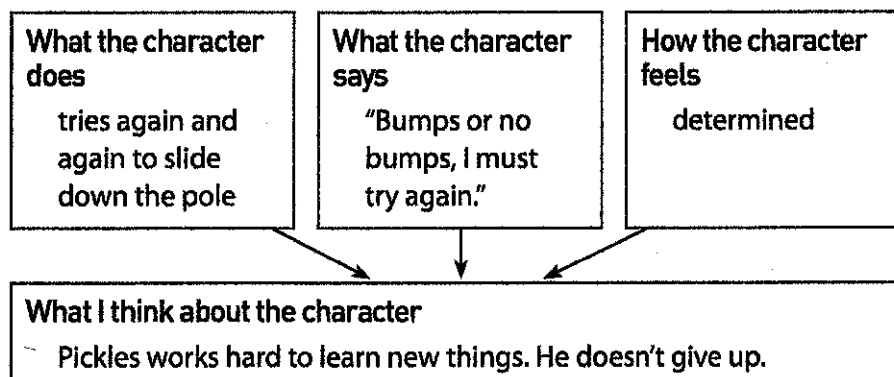 What the character
does
tries again and
again to slide
down the pole
What the character
says
"Bumps or no
bumps, I must
try again."
How the character
feels
determined
What I think about the character
Pickles works hard to learn new things. He doesn't give up.